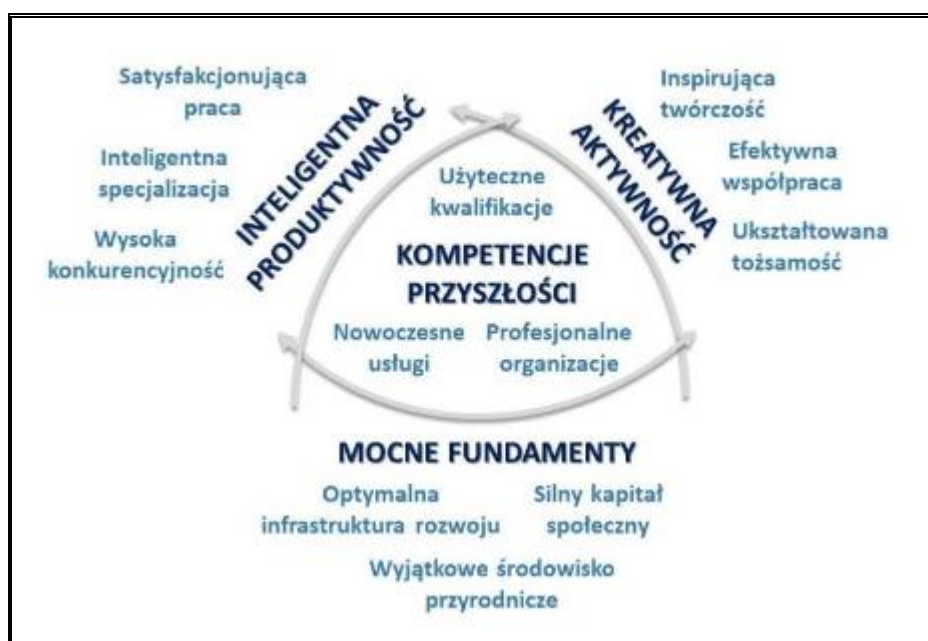 Satysfakcjonująca
praca
Inteligentna
specjalizacja
Wysoka
konkurencyjność
INTELIGENTNA
PRODUKTYWNOŚĆ
Inspirująca
twórczość
Efektywna
współpraca
Ukształtowana
tożsamość
KREATYWNA
AKTYWNOŚĆ
Użyteczne
kwalifikacje
KOMPETENCJE
PRZYSZŁOŚCI
Nowoczesne
usługi
Profesjonalne
organizacje
MOCNE FUNDAMENTY
Optymalna
infrastruktura rozwoju
Silny kapitał
społeczny
Wyjątkowe środowisko
przyrodnicze